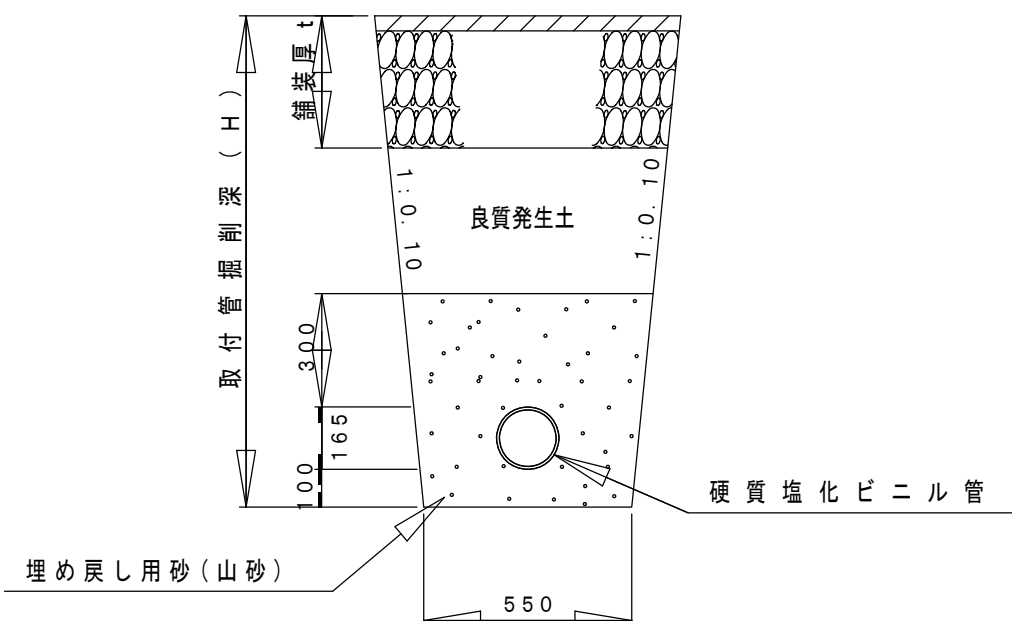 舗装厚 t
取付管掘削深(H)
1:0.10
1:0.10
良質発生土
300
165
100
硬質塩化ビニル管
埋め戻し用砂(山砂)
550